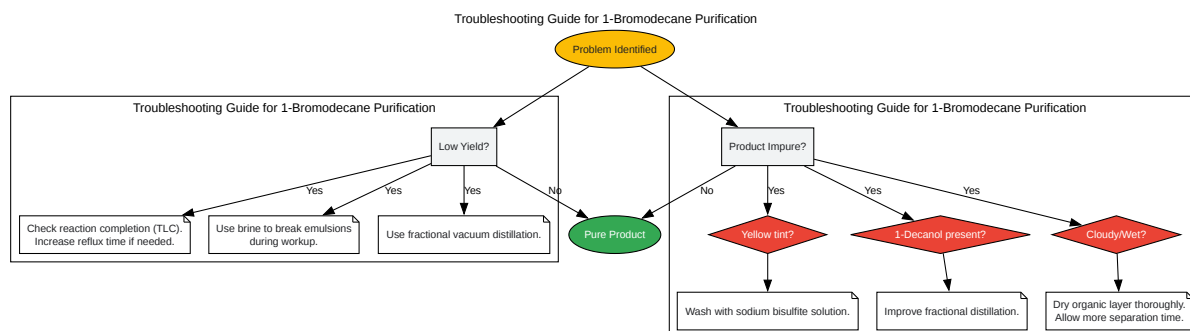 Troubleshooting Guide for 1-Bromodecane Purification
Problem Identified
Troubleshooting Guide for 1-Bromodecane Purification
Troubleshooting Guide for 1-Bromodecane Purification
Low Yield?
Product Impure?
Yes
Yes
Yes
No
No
Yes
Yes
Yes
Check reaction completion (TLC).
Increase reflux time if needed.
Use brine to break emulsions
during workup.
Use fractional vacuum distillation.
Pure Product
Yellow tint?
1-Decanol present?
Cloudy/Wet?
Wash with sodium bisulfite solution.
Improve fractional distillation.
Dry organic layer thoroughly.
Allow more separation time.